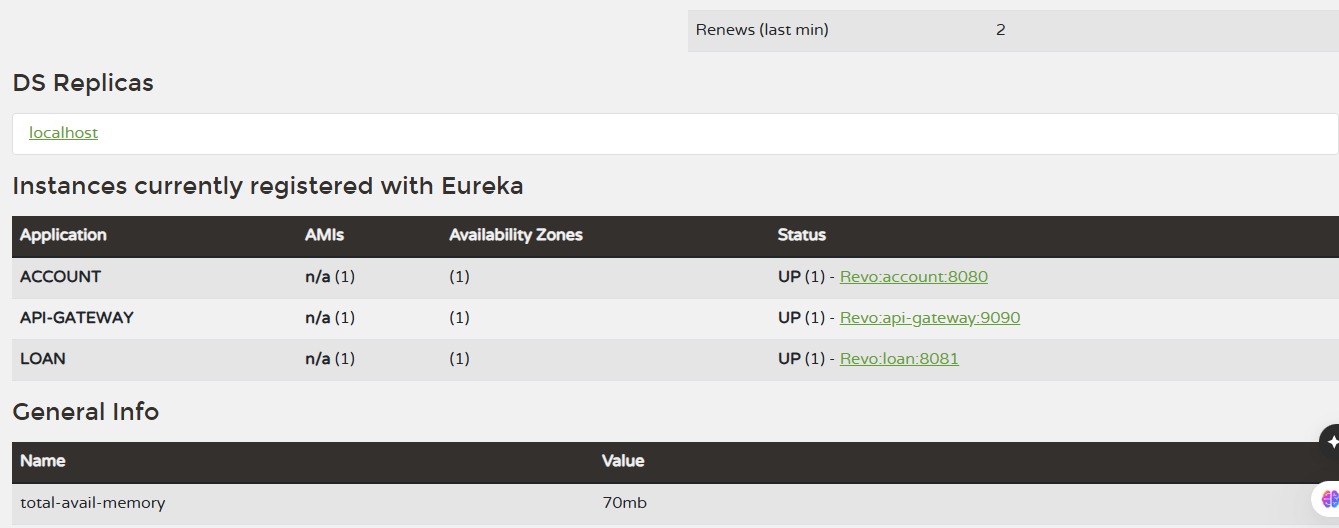 Renews (last min) 2
DS Replicas
localhost
Instances currently registered with Eureka
Application AMIs Availability Zones Status
ACCOUNT n/a (1) (1) UP (1) - Revo:account:8080
API-GATEWAY n/a (1) (1) UP (1) - Revo:api-gateway:9090
LOAN n/a (1) (1) UP (1) - Revo:loan:8081
General Info
Name Value
total-avail-memory 70mb